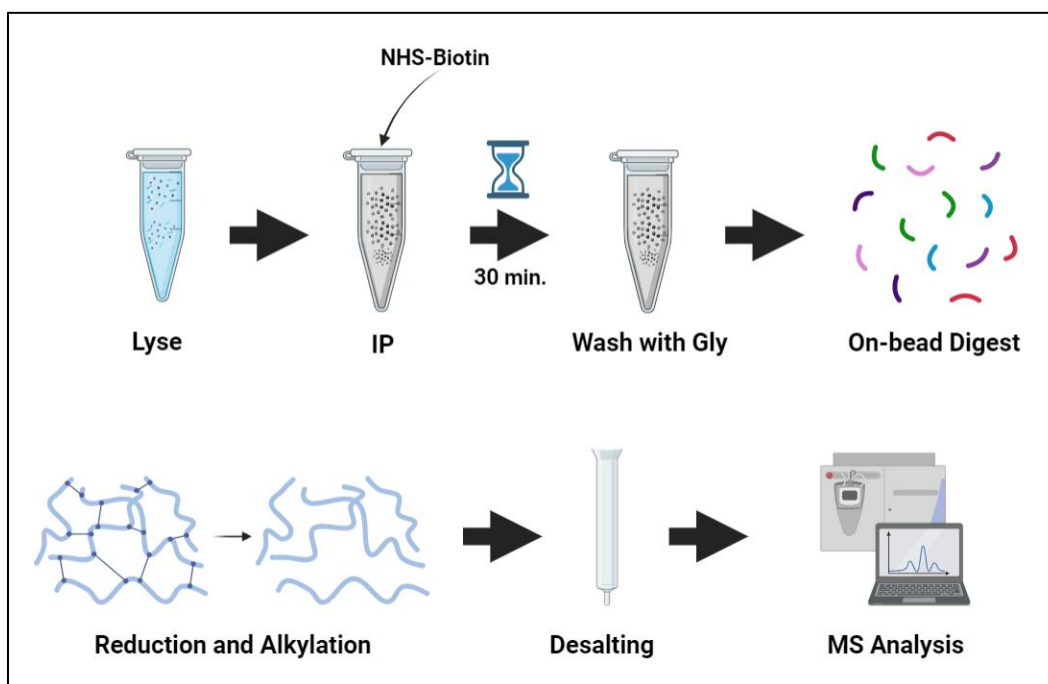 NHS-Biotin
30 min.
Lyse
IP
Wash with Gly
On-bead Digest
Reduction and Alkylation
Desalting
MS Analysis